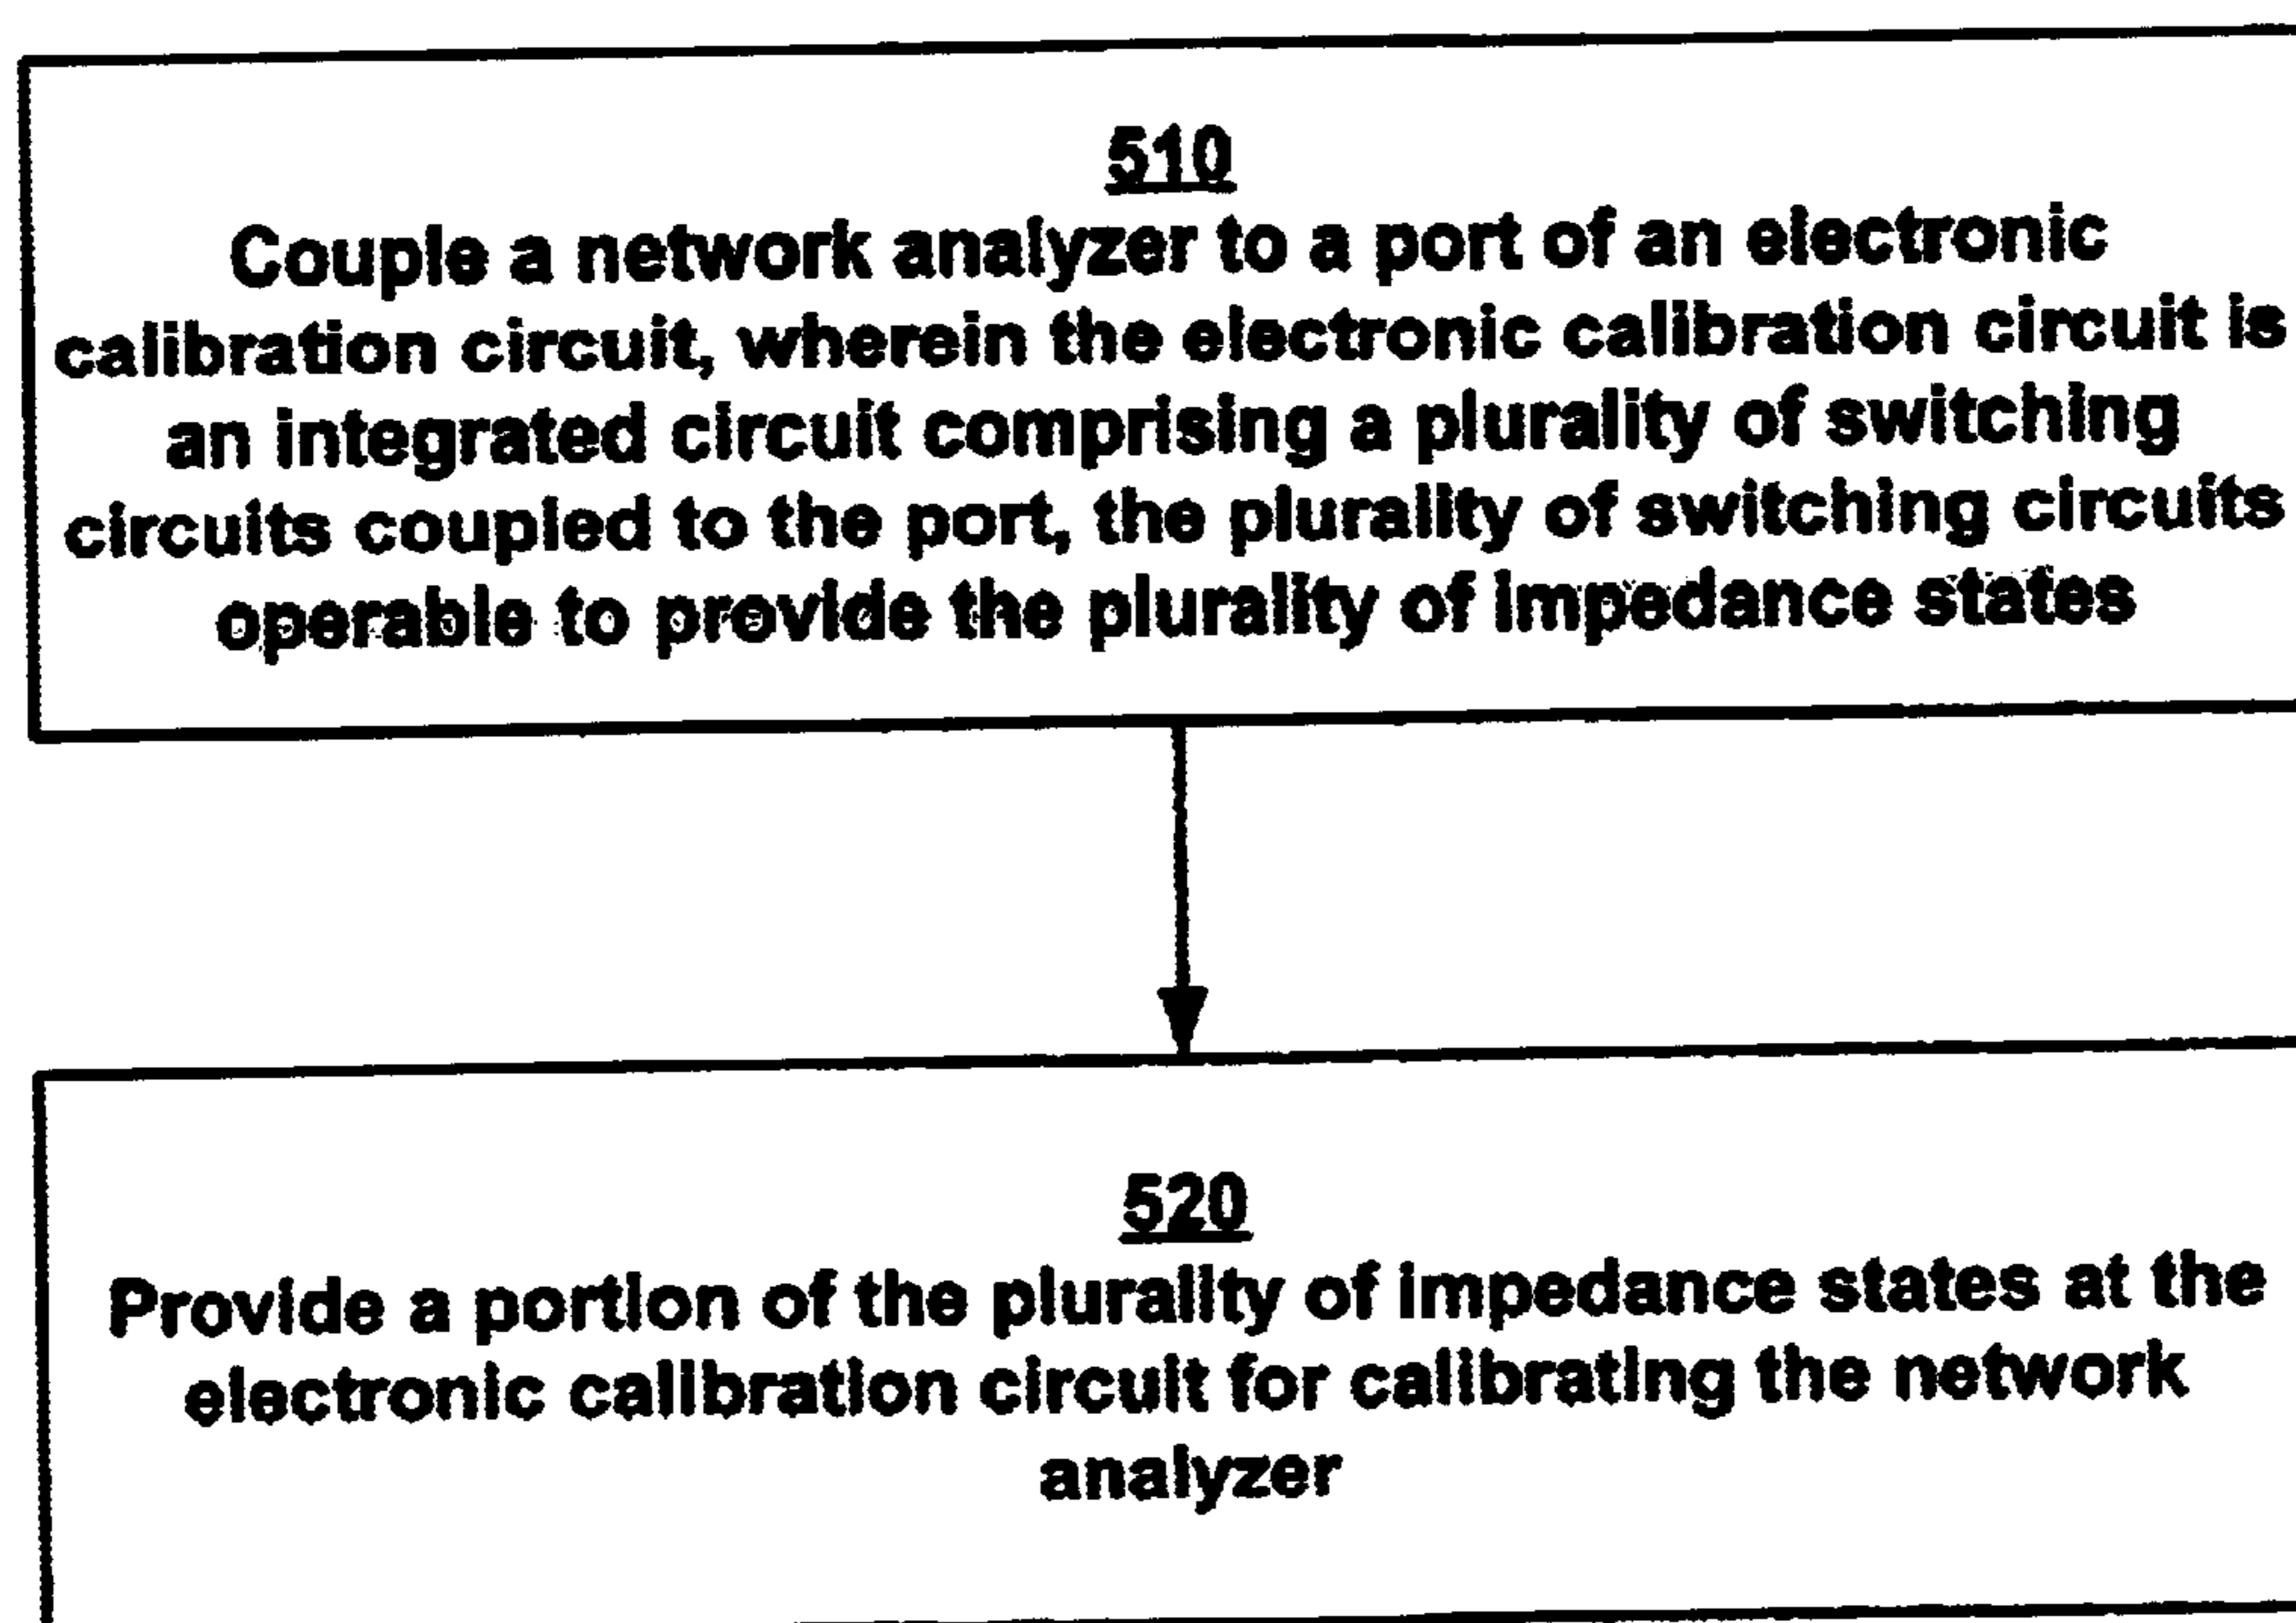 510
Couple a network analyzer to a port of an electronic
calibration circuit, wherein the electronic calibration circuit is
an integrated circuit comprising a plurality of switching
circuits coupled to the port, the plurality of switching circuits
operable to provide the plurality of impedance states
520
Provide a portion of the plurality of impedance states at the
electronic calibration circuit for calibrating the network
analyzer